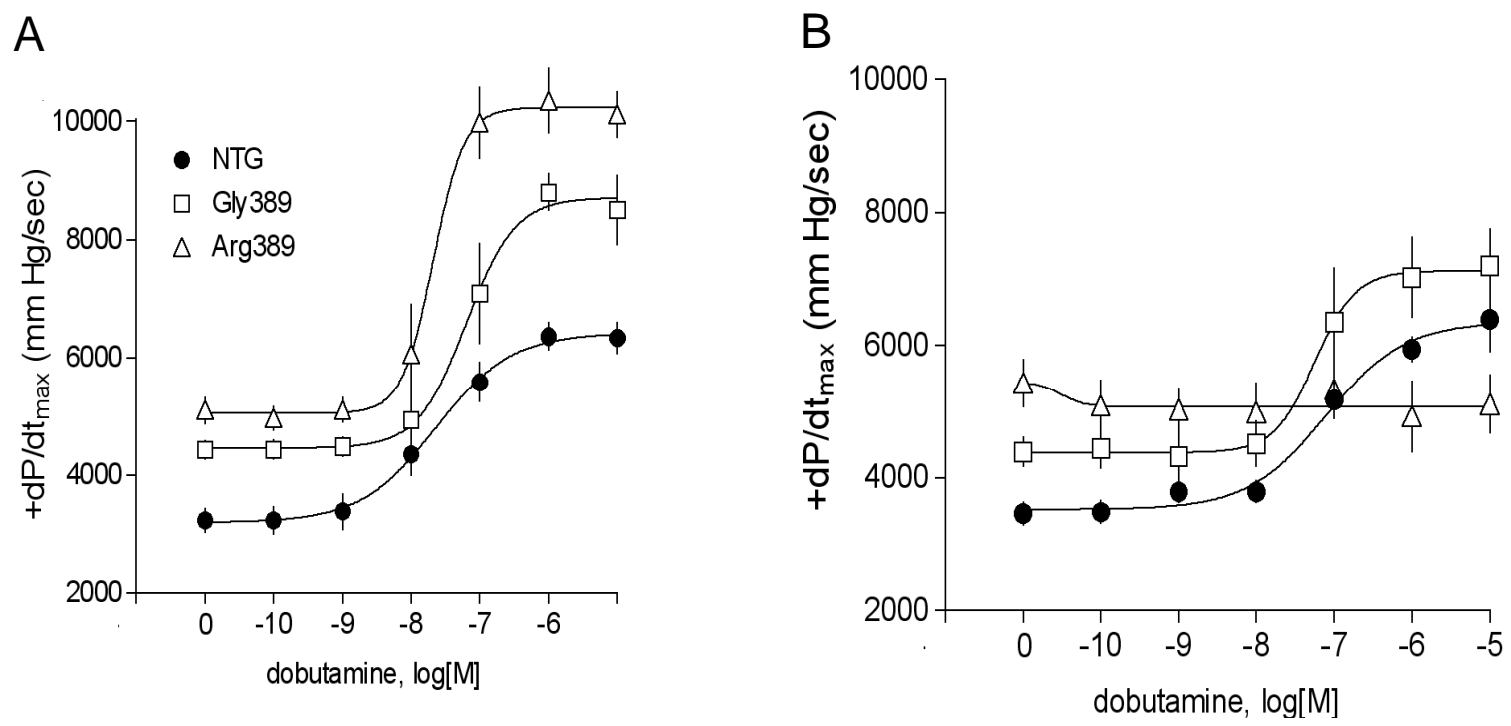 A
+dP/dtmax (mm Hg/sec)
10000
8000
6000
4000
2000
NTG
Gly389
Arg389
0 -10 -9 -8 -7 -6
dobutamine, log[M]
B
+dP/dtmax (mm Hg/sec)
10000
8000
6000
4000
2000
0 -10 -9 -8 -7 -6 -5
dobutamine, log[M]